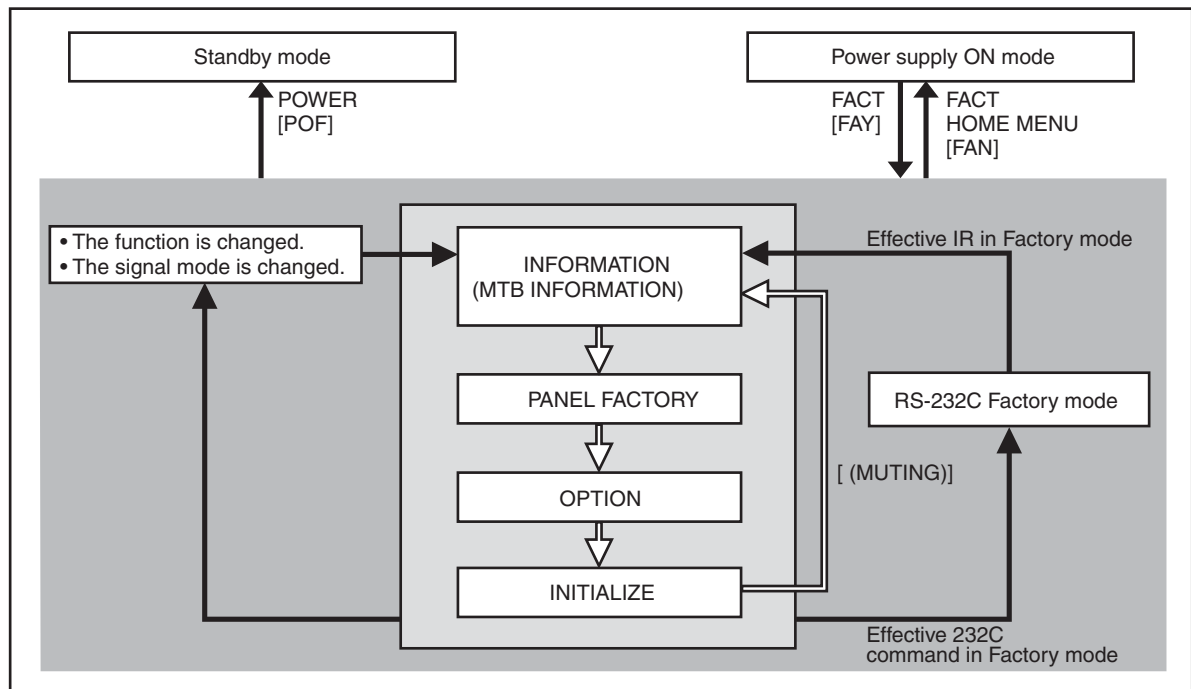 Standby mode
Power supply ON mode
POWER
[POF]
FACT
[FAY]
FACT
HOME MENU
[FAN]
• The function is changed.
• The signal mode is changed.
INFORMATION
(MTB INFORMATION)
Effective IR in Factory mode
PANEL FACTORY
RS-232C Factory mode
[ (MUTING)]
OPTION
INITIALIZE
Effective 232C
command in Factory mode